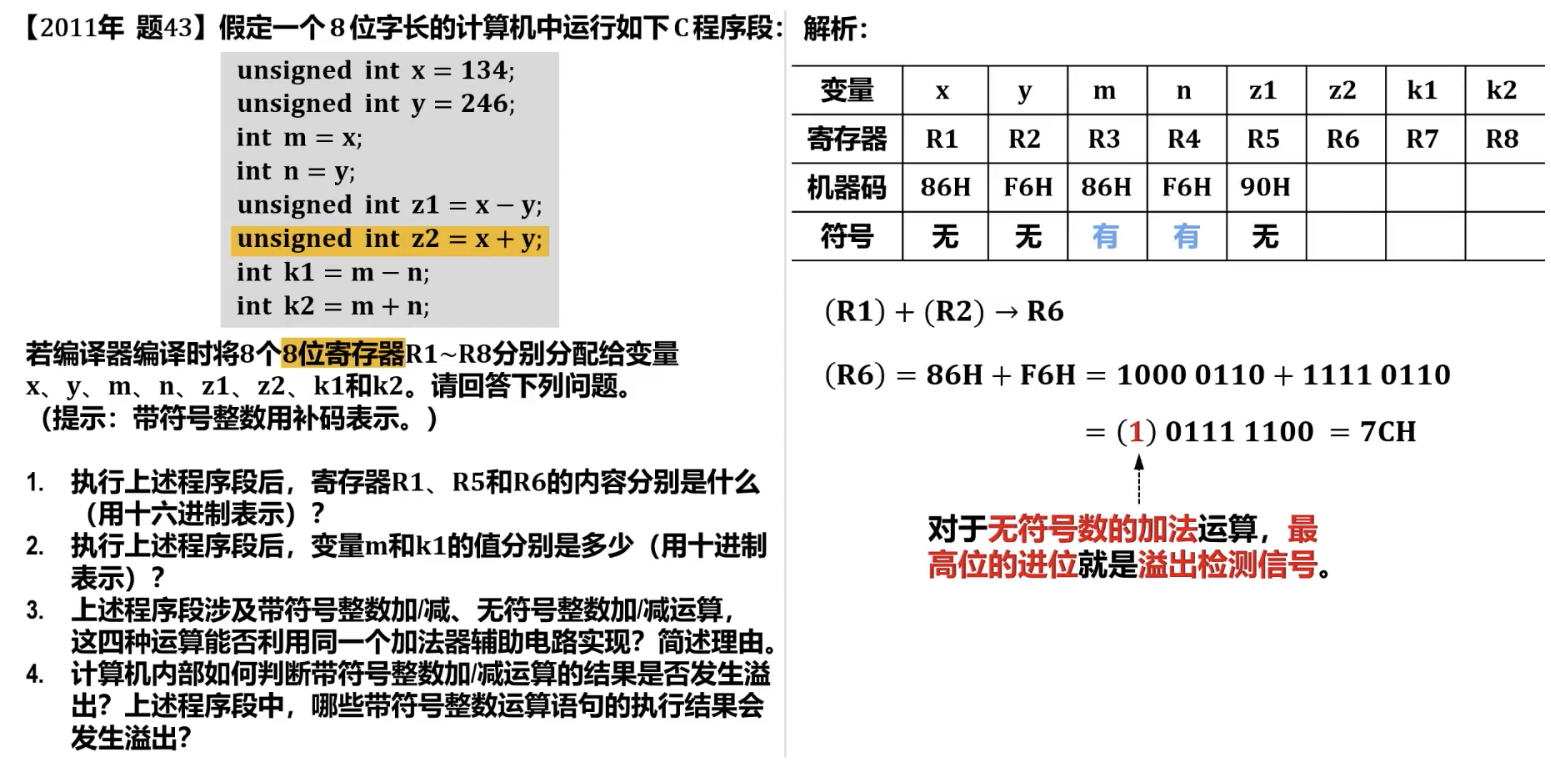 【2011年 题43】假定一个8位字长的计算机中运行如下C程序段：
unsigned int x = 134;
unsigned int y = 246;
int m = x;
int n = y;
unsigned int z1 = x − y;
unsigned int z2 = x + y;
int k1 = m − n;
int k2 = m + n;
若编译器编译时将8个8位寄存器R1~R8分别分配给变量
x、y、m、n、z1、z2、k1和k2。请回答下列问题。
（提示：带符号整数用补码表示。）
1. 执行上述程序段后，寄存器R1、R5和R6的内容分别是什么
（用十六进制表示）？
2. 执行上述程序段后，变量m和k1的值分别是多少（用十进制
表示）？
3. 上述程序段涉及带符号整数加/减、无符号整数加/减运算，
这四种运算能否利用同一个加法器辅助电路实现？简述理由。
4. 计算机内部如何判断带符号整数加/减运算的结果是否发生溢
出？上述程序段中，哪些带符号整数运算语句的执行结果会
发生溢出？
解析：
变量 x y m n z1 z2 k1 k2
寄存器 R1 R2 R3 R4 R5 R6 R7 R8
机器码 86H F6H 86H F6H 90H
符号 无 无 有 有 无
(R1) + (R2) → R6
(R6) = 86H + F6H = 1000 0110 + 1111 0110
= (1) 0111 1100 = 7CH
对于无符号数的加法运算，最
高位的进位就是溢出检测信号。